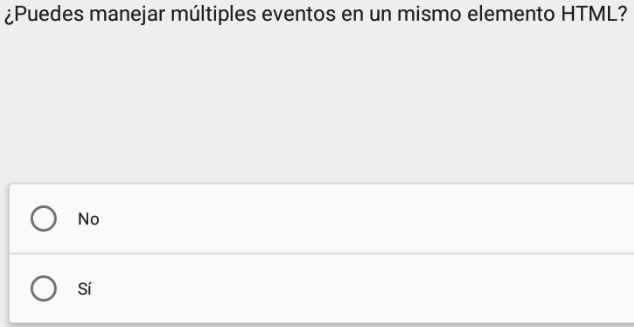 ¿Puedes manejar múltiples eventos en un mismo elemento HTML?
No
Sí